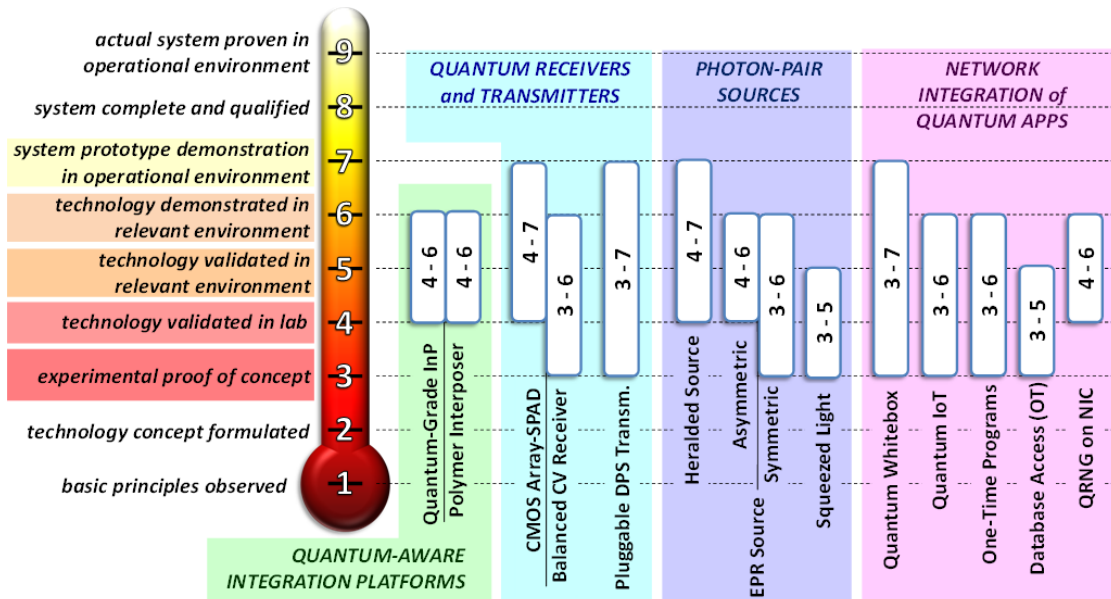 actual system proven in
operational environment
system complete and qualified
system prototype demonstration
in operational environment
technology demonstrated in
relevant environment
technology validated in
relevant environment
technology validated in lab
experimental proof of concept
technology concept formulated
basic principles observed
9
8
7
6
5
4
3
2
1
QUANTUM-AWARE
INTEGRATION PLATFORMS
4 - 6
Quantum-Grade InP
4 - 6
Polymer Interposer
QUANTUM RECEIVERS
and TRANSMITTERS
4 - 7
CMOS Array-SPAD
3 - 6
Balanced CV Receiver
3 - 7
Pluggable DPS Transm.
PHOTON-PAIR
SOURCES
4 - 7
Heralded Source
EPR Source
4 - 6
Asymmetric
3 - 6
Symmetric
3 - 5
Squeezed Light
NETWORK
INTEGRATION of
QUANTUM APPS
3 - 7
Quantum Whitebox
3 - 6
Quantum IoT
3 - 6
One-Time Programs
3 - 5
Database Access (OT)
4 - 6
QRNG on NIC